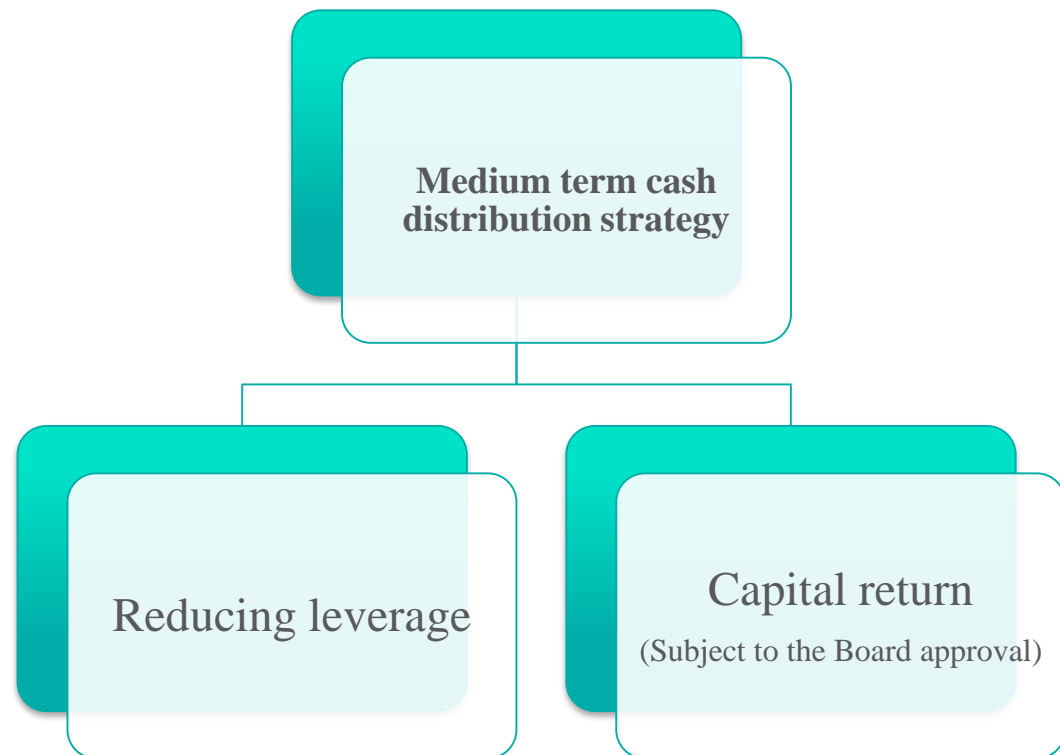 Medium term cash
distribution strategy
Reducing leverage
Capital return
(Subject to the Board approval)